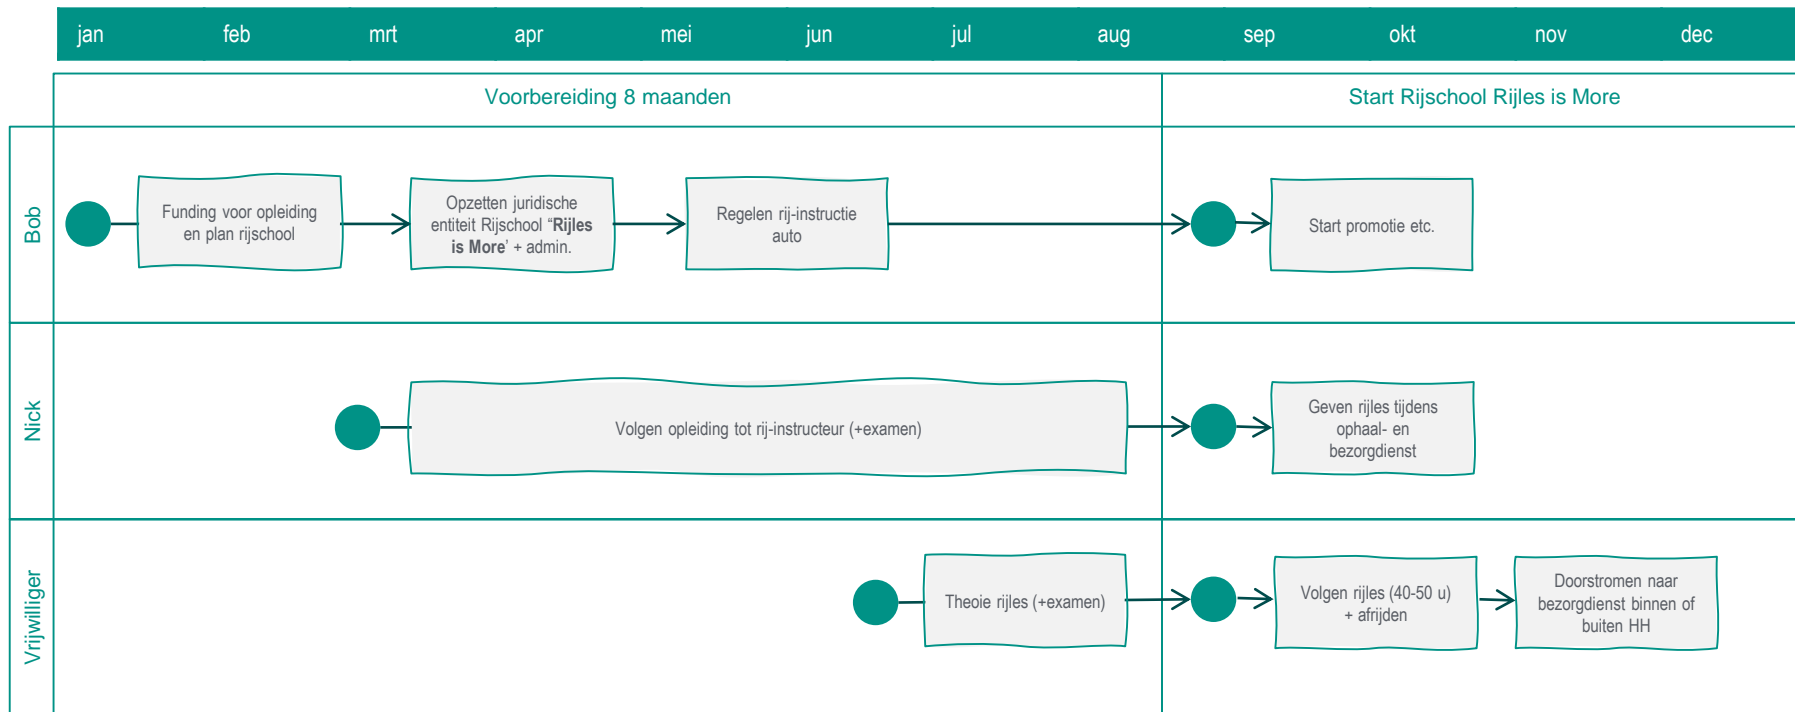 jan feb mrt apr mei jun jul aug sep okt nov dec
Voorbereiding 8 maanden
Start Rijschool Rijles is More
Bob
Funding voor opleiding
en plan rijschool
Opzetten juridische
entiteit Rijschool “Rijles
is More’ + admin.
Regelen rij-instructie
auto
Start promotie etc.
Nick
Volgen opleiding tot rij-instructeur (+examen)
Geven rijles tijdens
ophaal- en
bezorgdienst
Vrijwilliger
Theoie rijles (+examen)
Volgen rijles (40-50 u)
+ afrijden
Doorstromen naar
bezorgdienst binnen of
buiten HH